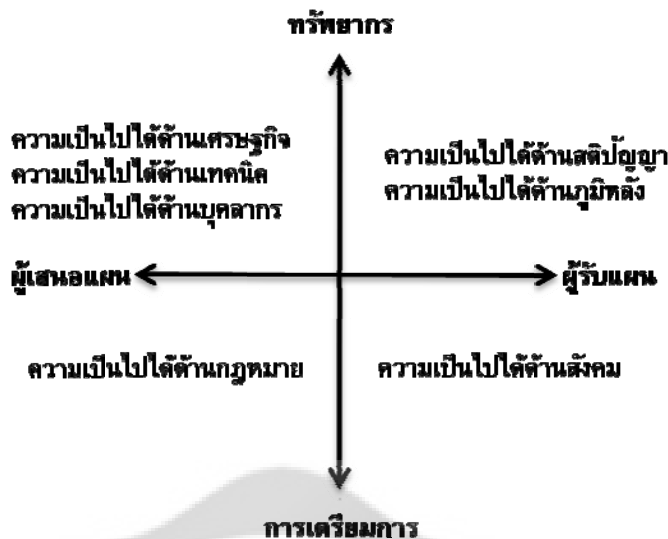 ทรัพยากร
ความเป็นไปได้ด้านเศรษฐกิจ
ความเป็นไปได้ด้านเทคนิค
ความเป็นไปได้ด้านบุคลากร
ความเป็นไปได้ด้านสติปัญญา
ความเป็นไปได้ด้านภูมิหลัง
ผู้เสนอแผน
ผู้รับแผน
ความเป็นไปได้ด้านกฎหมาย
ความเป็นไปได้ด้านสังคม
การเตรียมการ